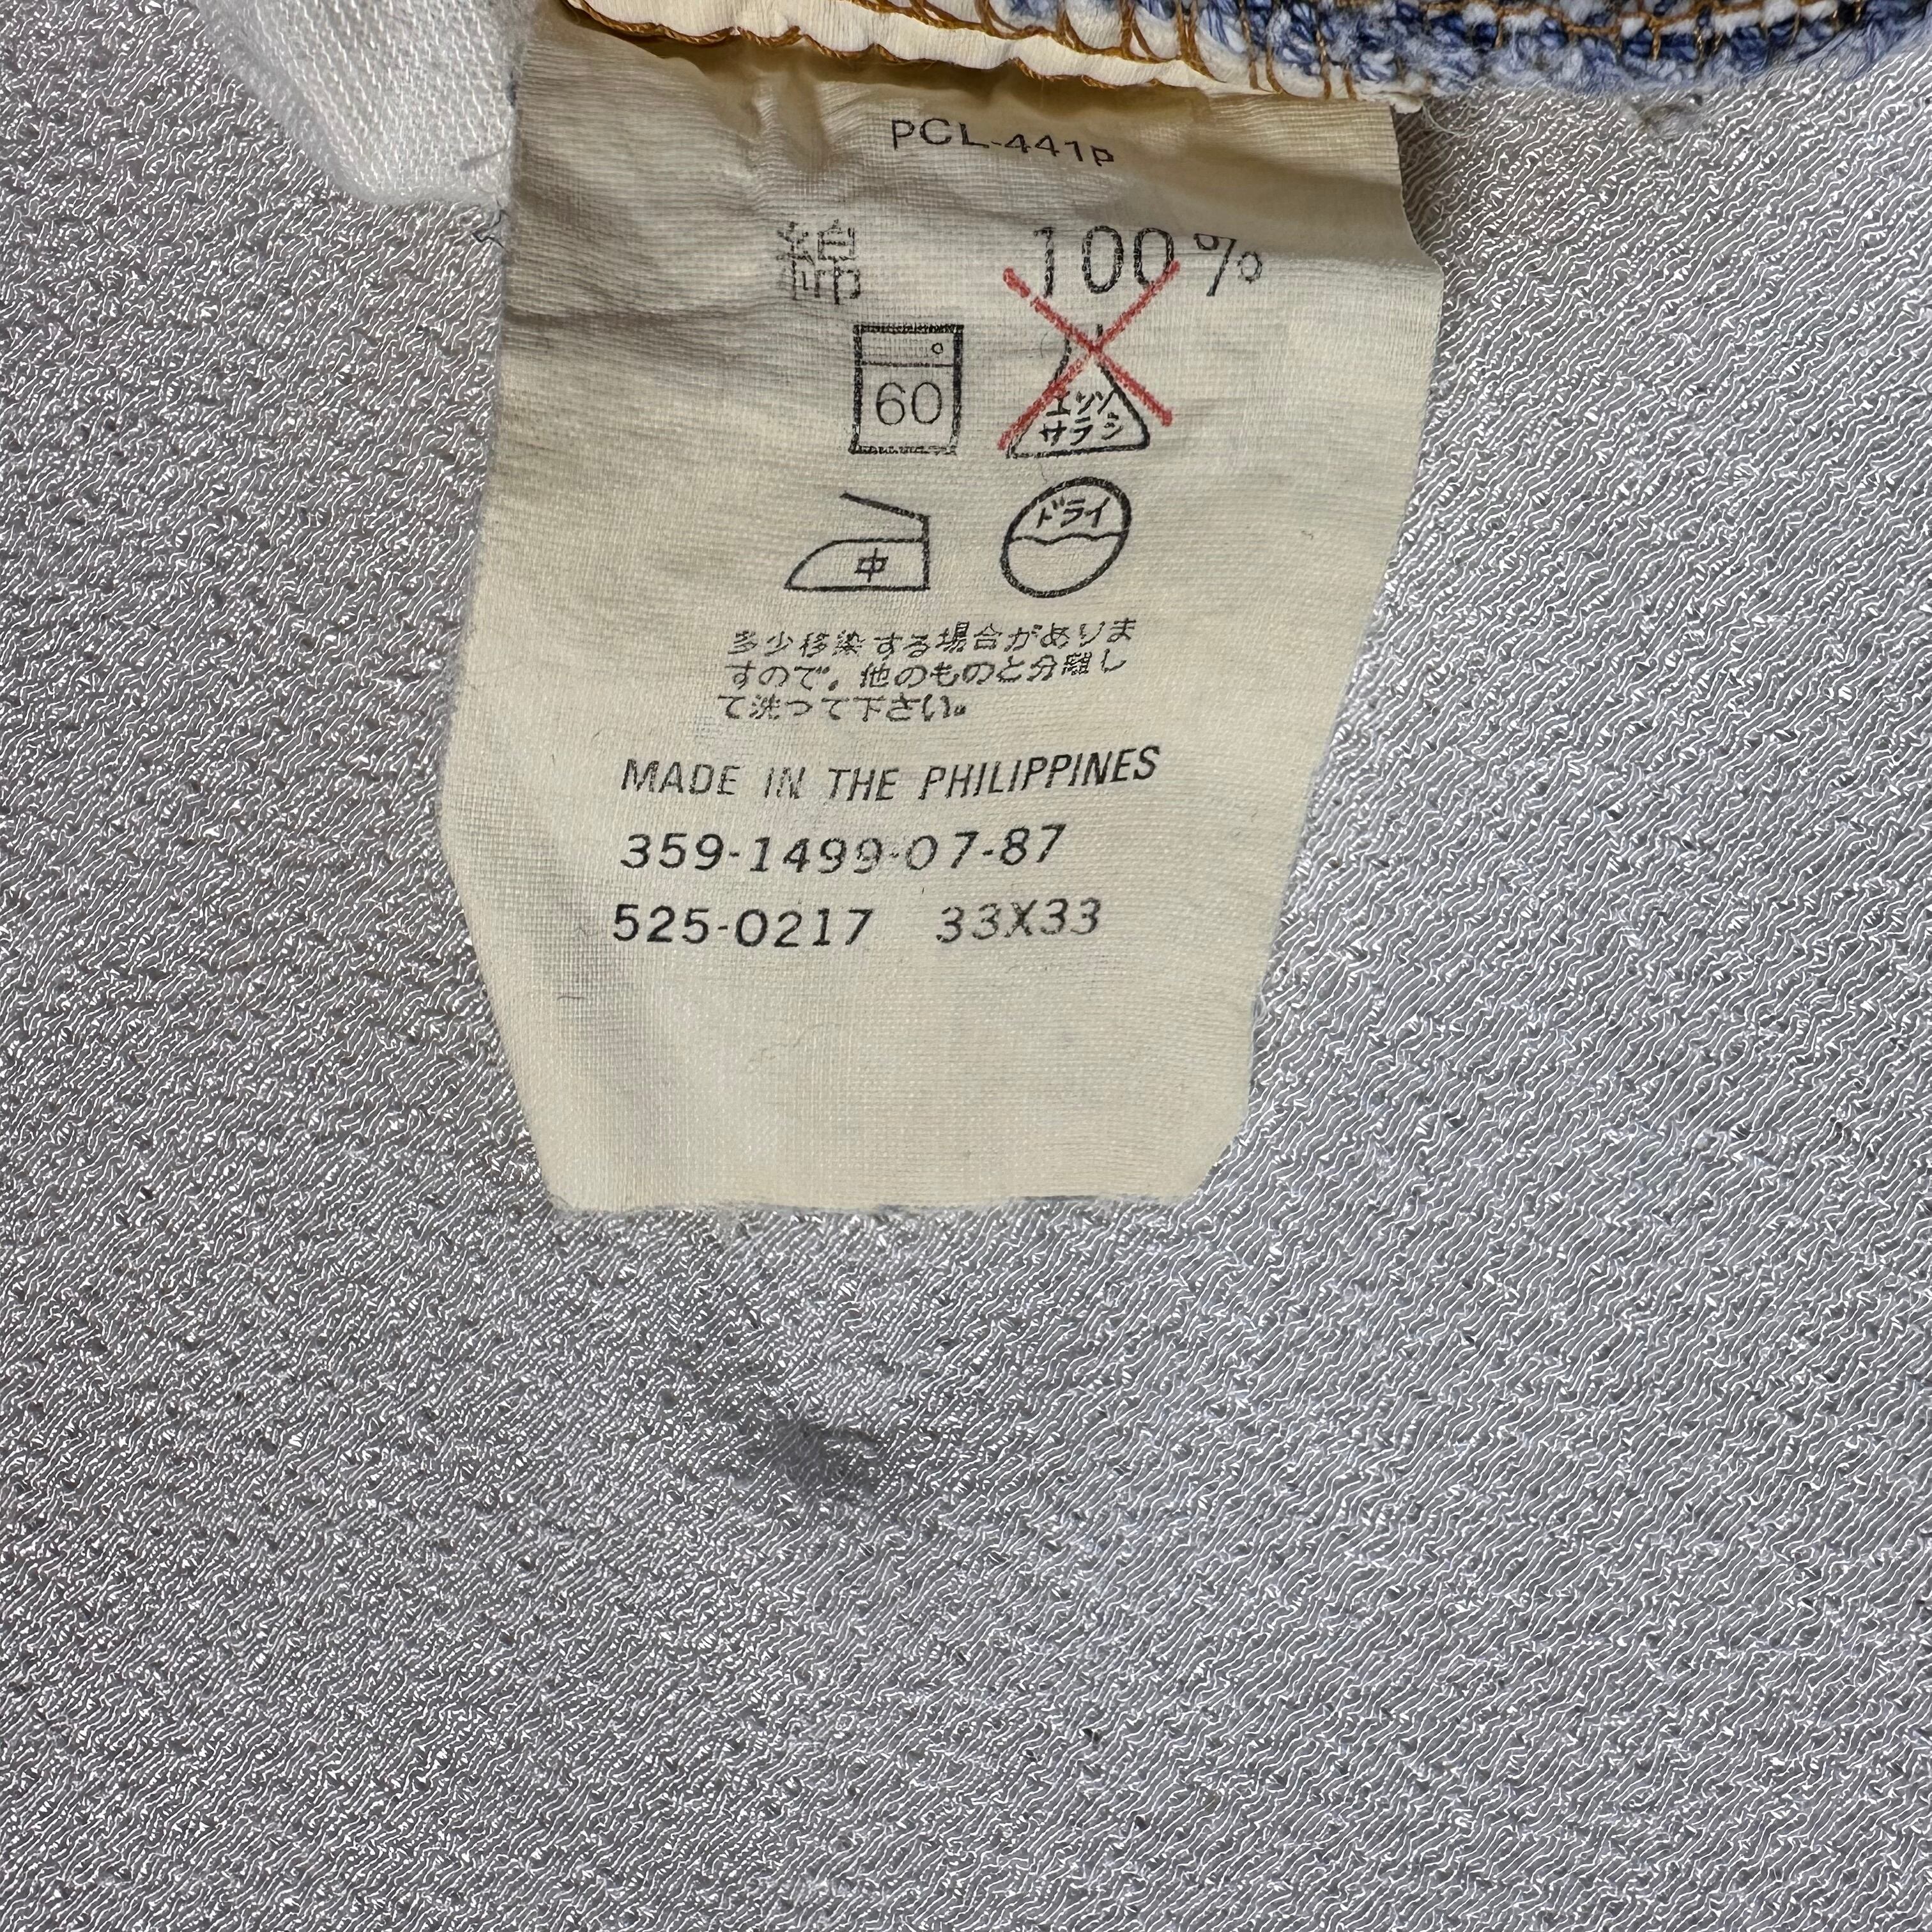 PCL-441P
綿 100%
60
エンソ
サラシ
中
ドライ
多少移染する場合がありま
すので。他のものと分離し
て洗つて下さい。
MADE IN THE PHILIPPINES
359-1499-07-87
525-0217 33X33